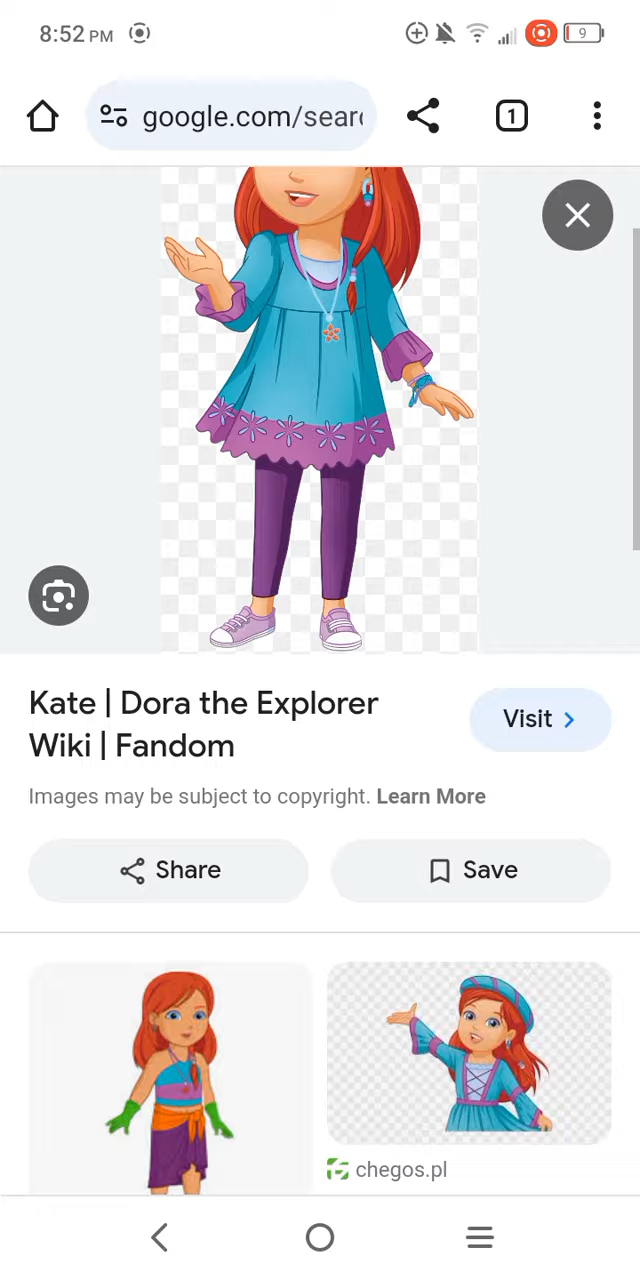 8:52 PM
9
google.com/sear
1
Kate | Dora the Explorer
Wiki | Fandom
Visit
Images may be subject to copyright. Learn More
Share
Save
chegos.pl